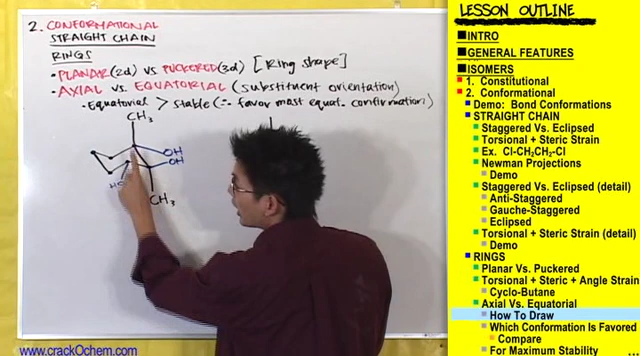 2. CONFORMATIONAL
STRAIGHT CHAIN
RINGS
• PLANAR (2d) vs PUCKERED (3d) [Ring shape]
• AXIAL vs EQUATORIAL (substituent orientation)
• Equatorial > stable (∴ favor most equat. confirmation)
CH3
OH
OH
HO
CH3
www.crackOchem.com
LESSON OUTLINE
INTRO
GENERAL FEATURES
ISOMERS
1. Constitutional
2. Conformational
Demo: Bond Conformations
STRAIGHT CHAIN
Staggered Vs. Eclipsed
Torsional + Steric Strain
Ex. Cl-CH2CH2-Cl
Newman Projections
Demo
Staggered Vs. Eclipsed (detail)
Anti-Staggered
Gauche-Staggered
Eclipsed
Torsional + Steric Strain (detail)
Demo
RINGS
Planar Vs. Puckered
Torsional + Steric + Angle Strain
Cyclo-Butane
Axial Vs. Equatorial
How To Draw
Which Conformation Is Favored
Compare
For Maximum Stability
...